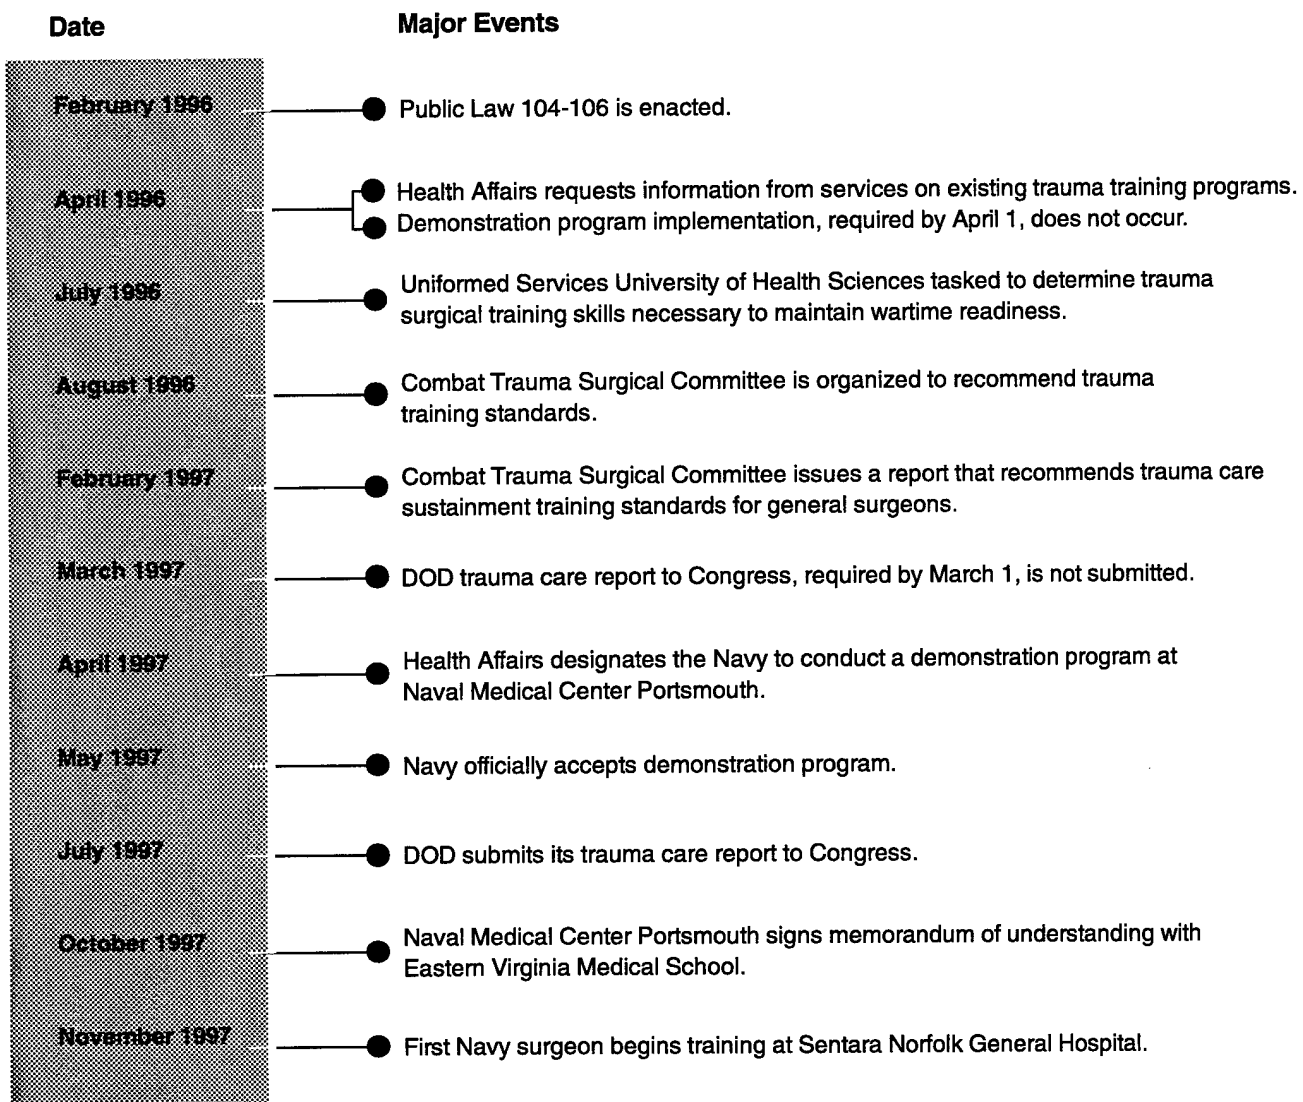 Date Major Events
February 1996 Public Law 104-106 is enacted.
April 1996 Health Affairs requests information from services on existing trauma training programs.
Demonstration program implementation, required by April 1, does not occur.
July 1996 Uniformed Services University of Health Sciences tasked to determine trauma
surgical training skills necessary to maintain wartime readiness.
August 1996 Combat Trauma Surgical Committee is organized to recommend trauma
training standards.
February 1997 Combat Trauma Surgical Committee issues a report that recommends trauma care
sustainment training standards for general surgeons.
March 1997 DOD trauma care report to Congress, required by March 1, is not submitted.
April 1997 Health Affairs designates the Navy to conduct a demonstration program at
Naval Medical Center Portsmouth.
May 1997 Navy officially accepts demonstration program.
July 1997 DOD submits its trauma care report to Congress.
October 1997 Naval Medical Center Portsmouth signs memorandum of understanding with
Eastern Virginia Medical School.
November 1997 First Navy surgeon begins training at Sentara Norfolk General Hospital.